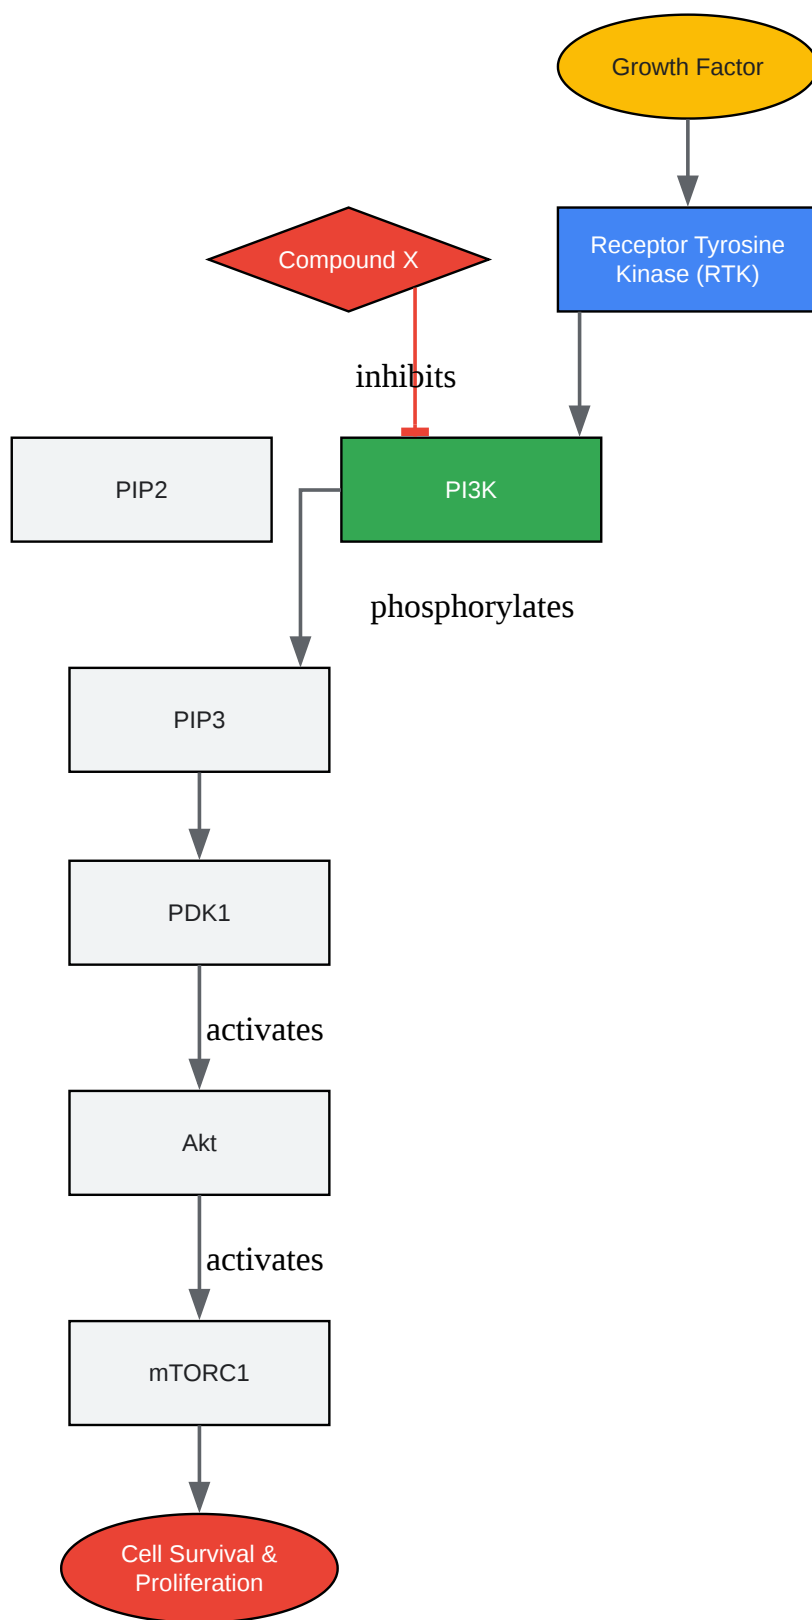 Growth Factor
Receptor Tyrosine
Kinase (RTK)
Compound X
inhibits
PIP2
PI3K
phosphorylates
PIP3
PDK1
activates
Akt
activates
mTORC1
Cell Survival &
Proliferation